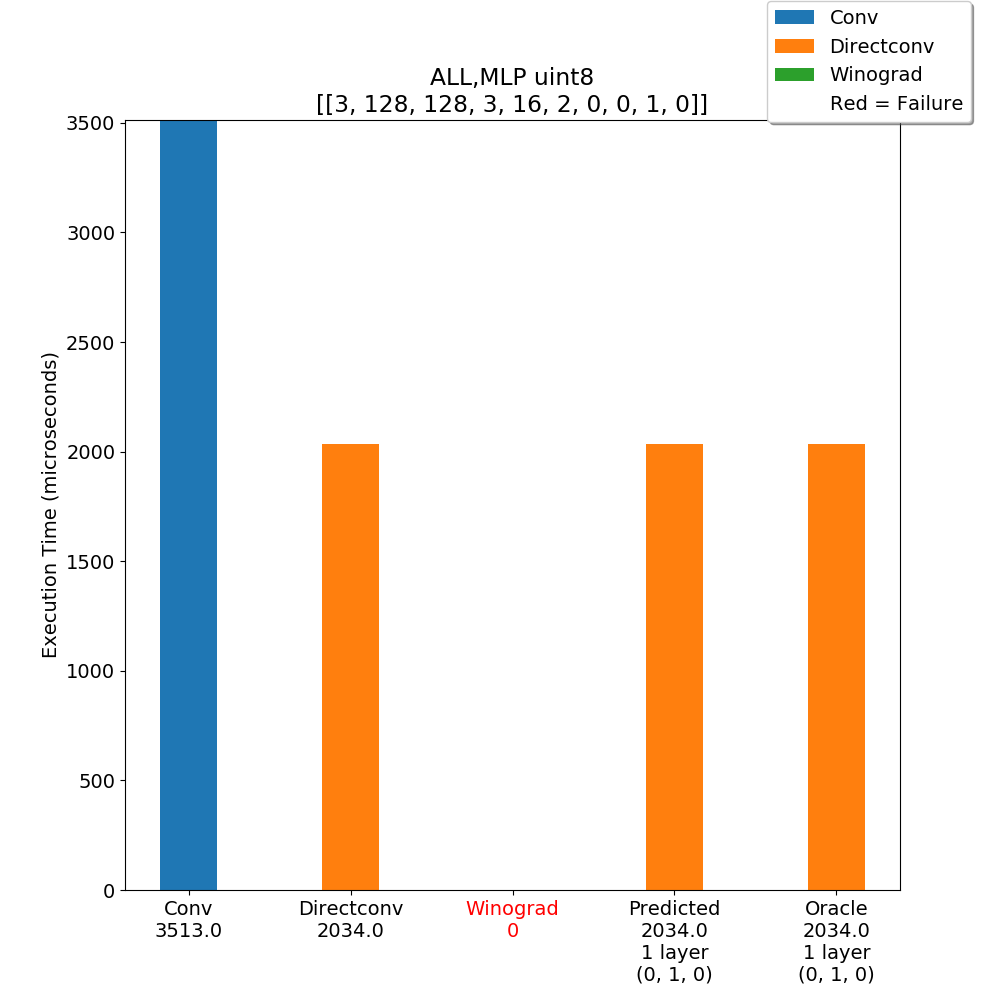 Conv
Directconv
Winograd
Red = Failure
ALL,MLP uint8
[[3, 128, 128, 3, 16, 2, 0, 0, 1, 0]]
Execution Time (microseconds)
3500
3000
2500
2000
1500
1000
500
0
Conv
3513.0
Directconv
2034.0
Winograd
0
Predicted
2034.0
1 layer
(0, 1, 0)
Oracle
2034.0
1 layer
(0, 1, 0)